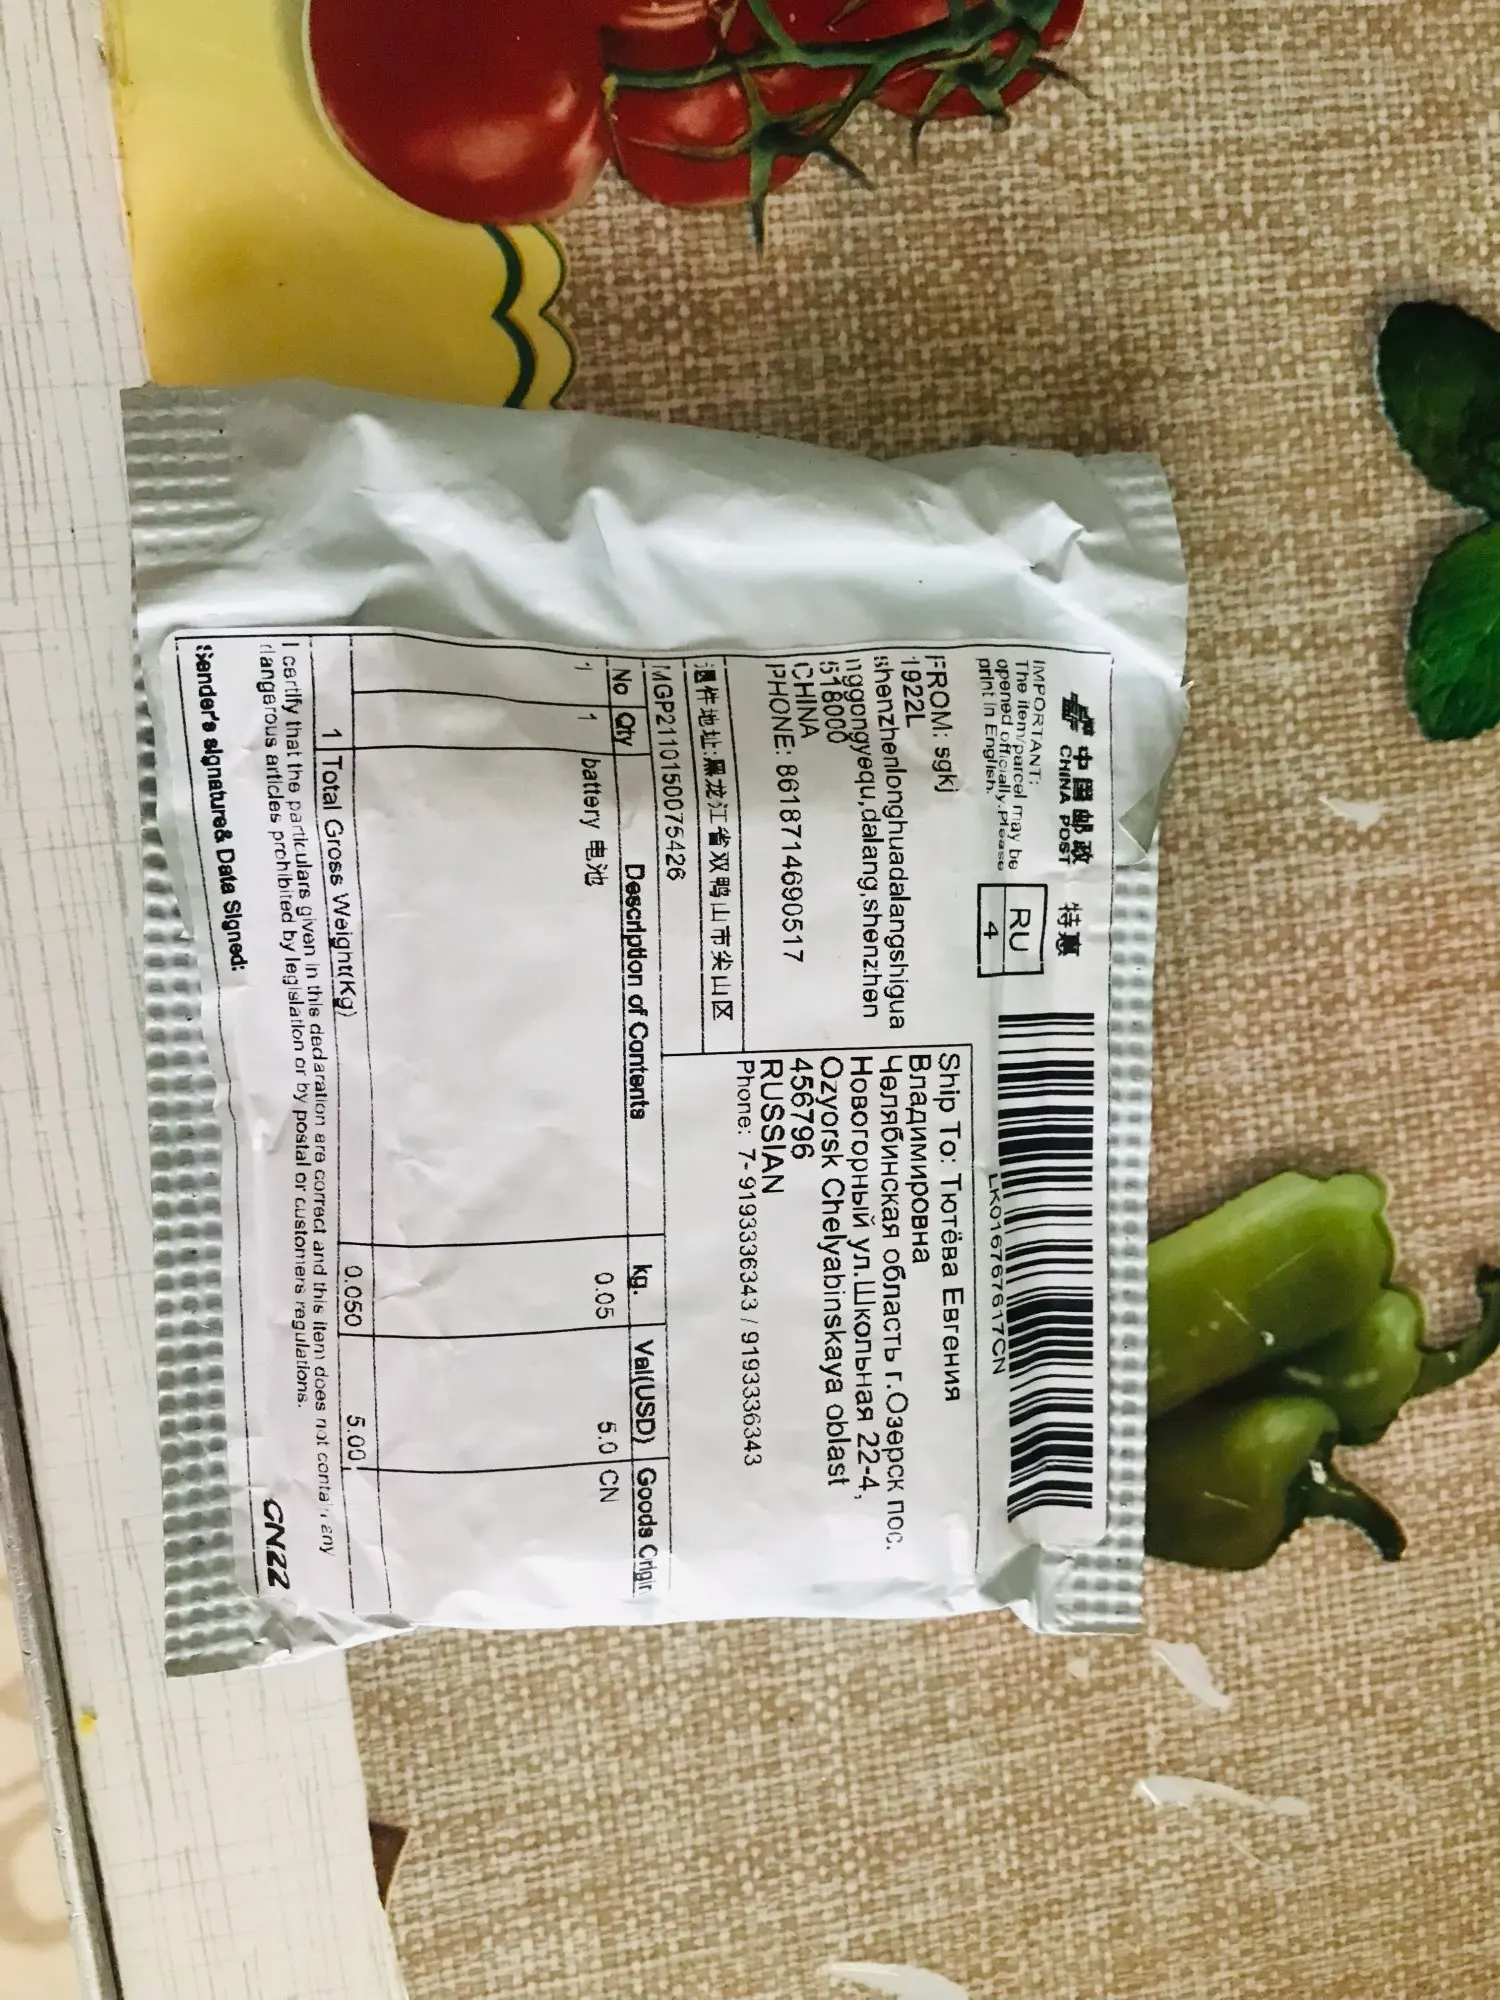 中国邮政 特惠
CHINA POST
IMPORTANT:
The item/parcel may be
opened officially.Please
print in English.
RU
4
LK016767617CN
FROM: sgkj
1922L
shenzhenlonghuadalangshigua
nggongyequ,dalang,shenzhen
518000
CHINA
PHONE: 8618714690517
Ship To: Тютёва Евгения
Владимировна
Челябинская область г.Озёрск пос.
Новогорный ул.Школьная 22-4,
Ozyorsk Chelyabinskaya oblast
456796
RUSSIAN
Phone: 7-9193336343 / 9193336343
退件地址:黑龙江省双鸭山市尖山区
MGP2110150075426
No Qty Description of Contents kg. Val(USD) Goods Origin
1 1 battery 电池 0.05 5.0 CN
1 Total Gross Weight(Kg) 0.050 5.00
I certify that the particulars given in this declaration are correct and this item does not contain any
dangerous articles prohibited by legislation or by postal or customers regulations.
Sender's signature& Data Signed: CN22